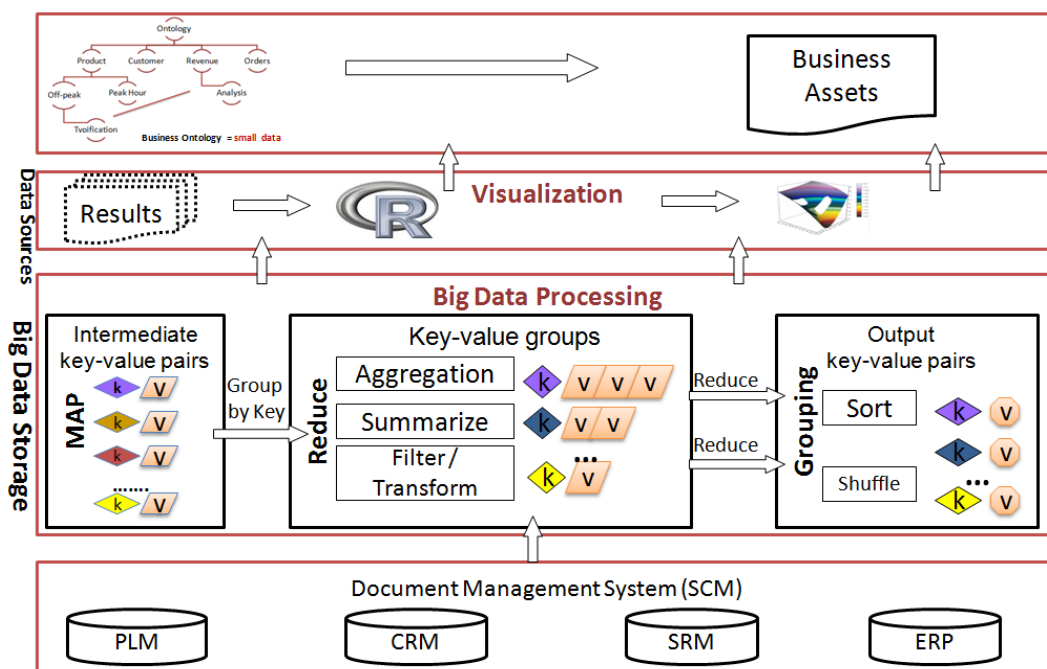 Ontology
Product Customer Revenue Orders
Off-peak Peak Hour Analysis
Tvoification
Business Ontology = small data
Business
Assets
Data Sources
Results
R
Visualization
Big Data Storage
Big Data Processing
MAP
Intermediate
key-value pairs
k V
k V
k V
.......
k V
Group
by Key
Reduce
Key-value groups
Aggregation
k v v v
Summarize
k v v
...
Filter/
Transform
k v
Reduce
Reduce
Grouping
Output
key-value pairs
Sort
k v
k v
...
Shuffle
k v
Document Management System (SCM)
PLM CRM SRM ERP